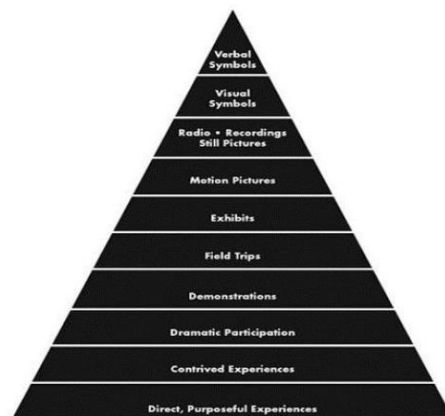 Verbal
Symbols
Visual
Symbols
Radio • Recordings
Still Pictures
Motion Pictures
Exhibits
Field Trips
Demonstrations
Dramatic Participation
Contrived Experiences
Direct, Purposeful Experiences